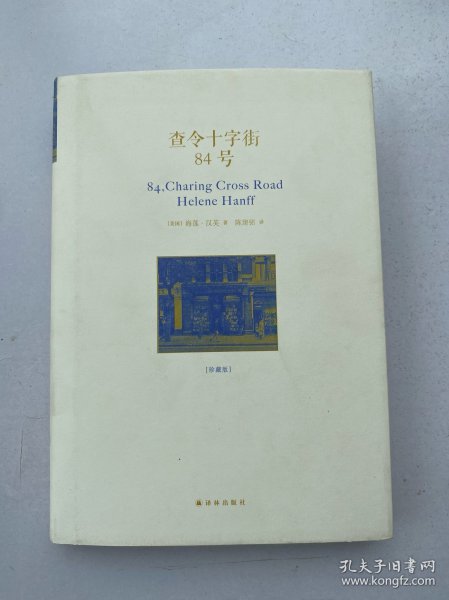 查令十字街
84号
84, Charing Cross Road
Helene Hanff
[美国] 海莲·汉芙 著 陈建铭 译
[珍藏版]
译林出版社
孔夫子旧书网
www.kongfz.com